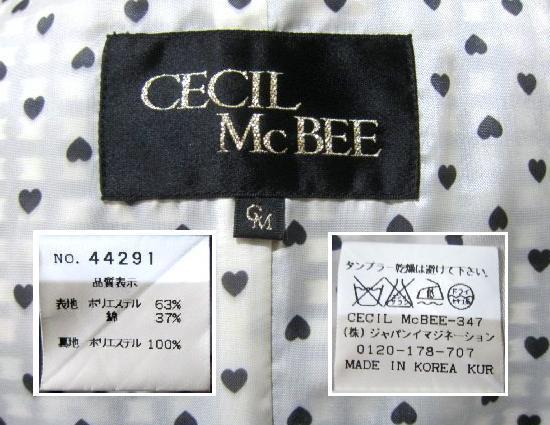 CECIL
McBEE
CM
NO. 44291
品質表示
表地 ポリエステル 63%
綿 37%
裏地 ポリエステル 100%
タンブラー乾燥は避けて下さい。
CECIL McBEE-347
(株)ジャパンイマジネーション
0120-178-707
MADE IN KOREA KUR